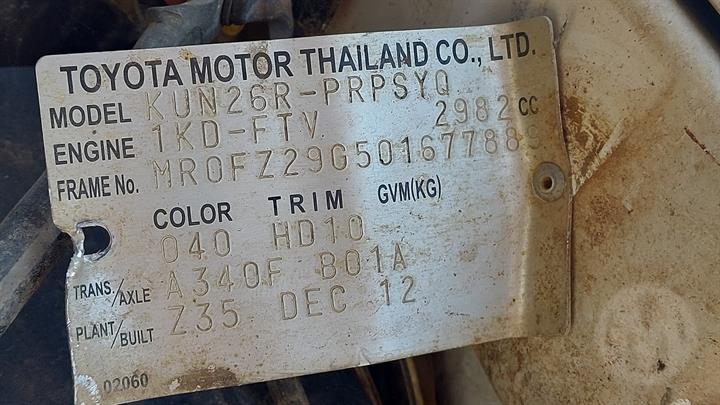 TOYOTA MOTOR THAILAND CO., LTD.
MODEL KUN26R-PRPSYQ
ENGINE 1KD-FTV 2982 CC
FRAME No. MR0FZ29G501677889
COLOR TRIM GVM(KG)
040 HD10
TRANS./AXLE A340F B01A
PLANT/BUILT Z35 DEC 12
02060